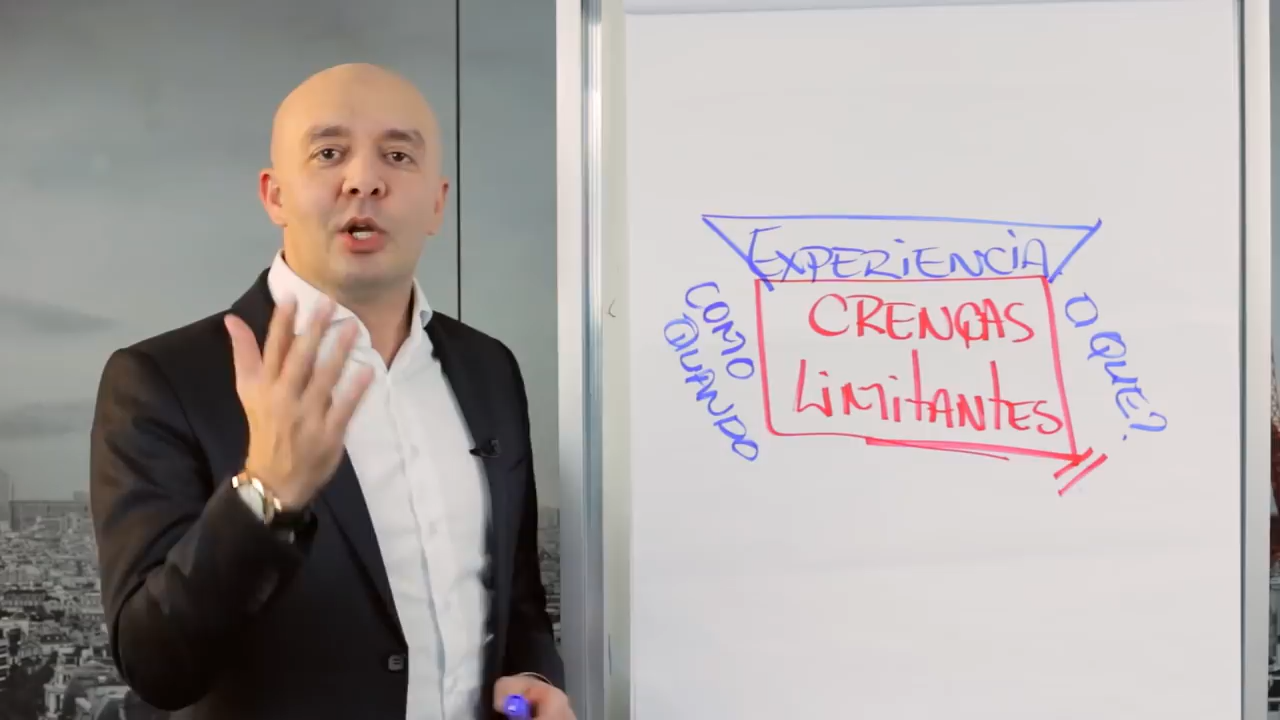 EXPERIENCIA
CRENÇAS
LIMITANTES
COMO
QUANDO
O QUE?